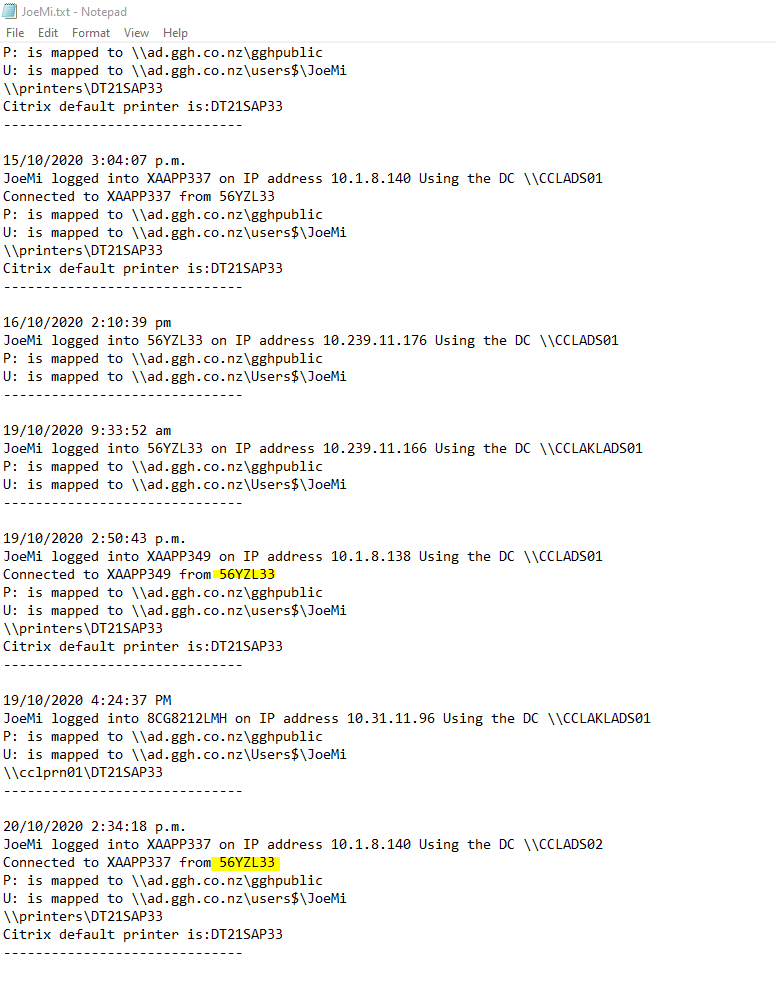 JoeMi.txt - Notepad
File Edit Format View Help
P: is mapped to \\ad.ggh.co.nz\gghpublic
U: is mapped to \\ad.ggh.co.nz\users$\JoeMi
\\printers\DT21SAP33
Citrix default printer is:DT21SAP33
------------------------------
15/10/2020 3:04:07 p.m.
JoeMi logged into XAAPP337 on IP address 10.1.8.140 Using the DC \\CCLADS01
Connected to XAAPP337 from 56YZL33
P: is mapped to \\ad.ggh.co.nz\gghpublic
U: is mapped to \\ad.ggh.co.nz\users$\JoeMi
\\printers\DT21SAP33
Citrix default printer is:DT21SAP33
------------------------------
16/10/2020 2:10:39 pm
JoeMi logged into 56YZL33 on IP address 10.239.11.176 Using the DC \\CCLADS01
P: is mapped to \\ad.ggh.co.nz\gghpublic
U: is mapped to \\ad.ggh.co.nz\Users$\JoeMi
------------------------------
19/10/2020 9:33:52 am
JoeMi logged into 56YZL33 on IP address 10.239.11.166 Using the DC \\CCLAKLADS01
P: is mapped to \\ad.ggh.co.nz\gghpublic
U: is mapped to \\ad.ggh.co.nz\Users$\JoeMi
------------------------------
19/10/2020 2:50:43 p.m.
JoeMi logged into XAAPP349 on IP address 10.1.8.138 Using the DC \\CCLADS01
Connected to XAAPP349 from 56YZL33
P: is mapped to \\ad.ggh.co.nz\gghpublic
U: is mapped to \\ad.ggh.co.nz\users$\JoeMi
\\printers\DT21SAP33
Citrix default printer is:DT21SAP33
------------------------------
19/10/2020 4:24:37 PM
JoeMi logged into 8CG8212LMH on IP address 10.31.11.96 Using the DC \\CCLAKLADS01
P: is mapped to \\ad.ggh.co.nz\gghpublic
U: is mapped to \\ad.ggh.co.nz\Users$\JoeMi
\\cclprn01\DT21SAP33
------------------------------
20/10/2020 2:34:18 p.m.
JoeMi logged into XAAPP337 on IP address 10.1.8.140 Using the DC \\CCLADS02
Connected to XAAPP337 from 56YZL33
P: is mapped to \\ad.ggh.co.nz\gghpublic
U: is mapped to \\ad.ggh.co.nz\users$\JoeMi
\\printers\DT21SAP33
Citrix default printer is:DT21SAP33
------------------------------